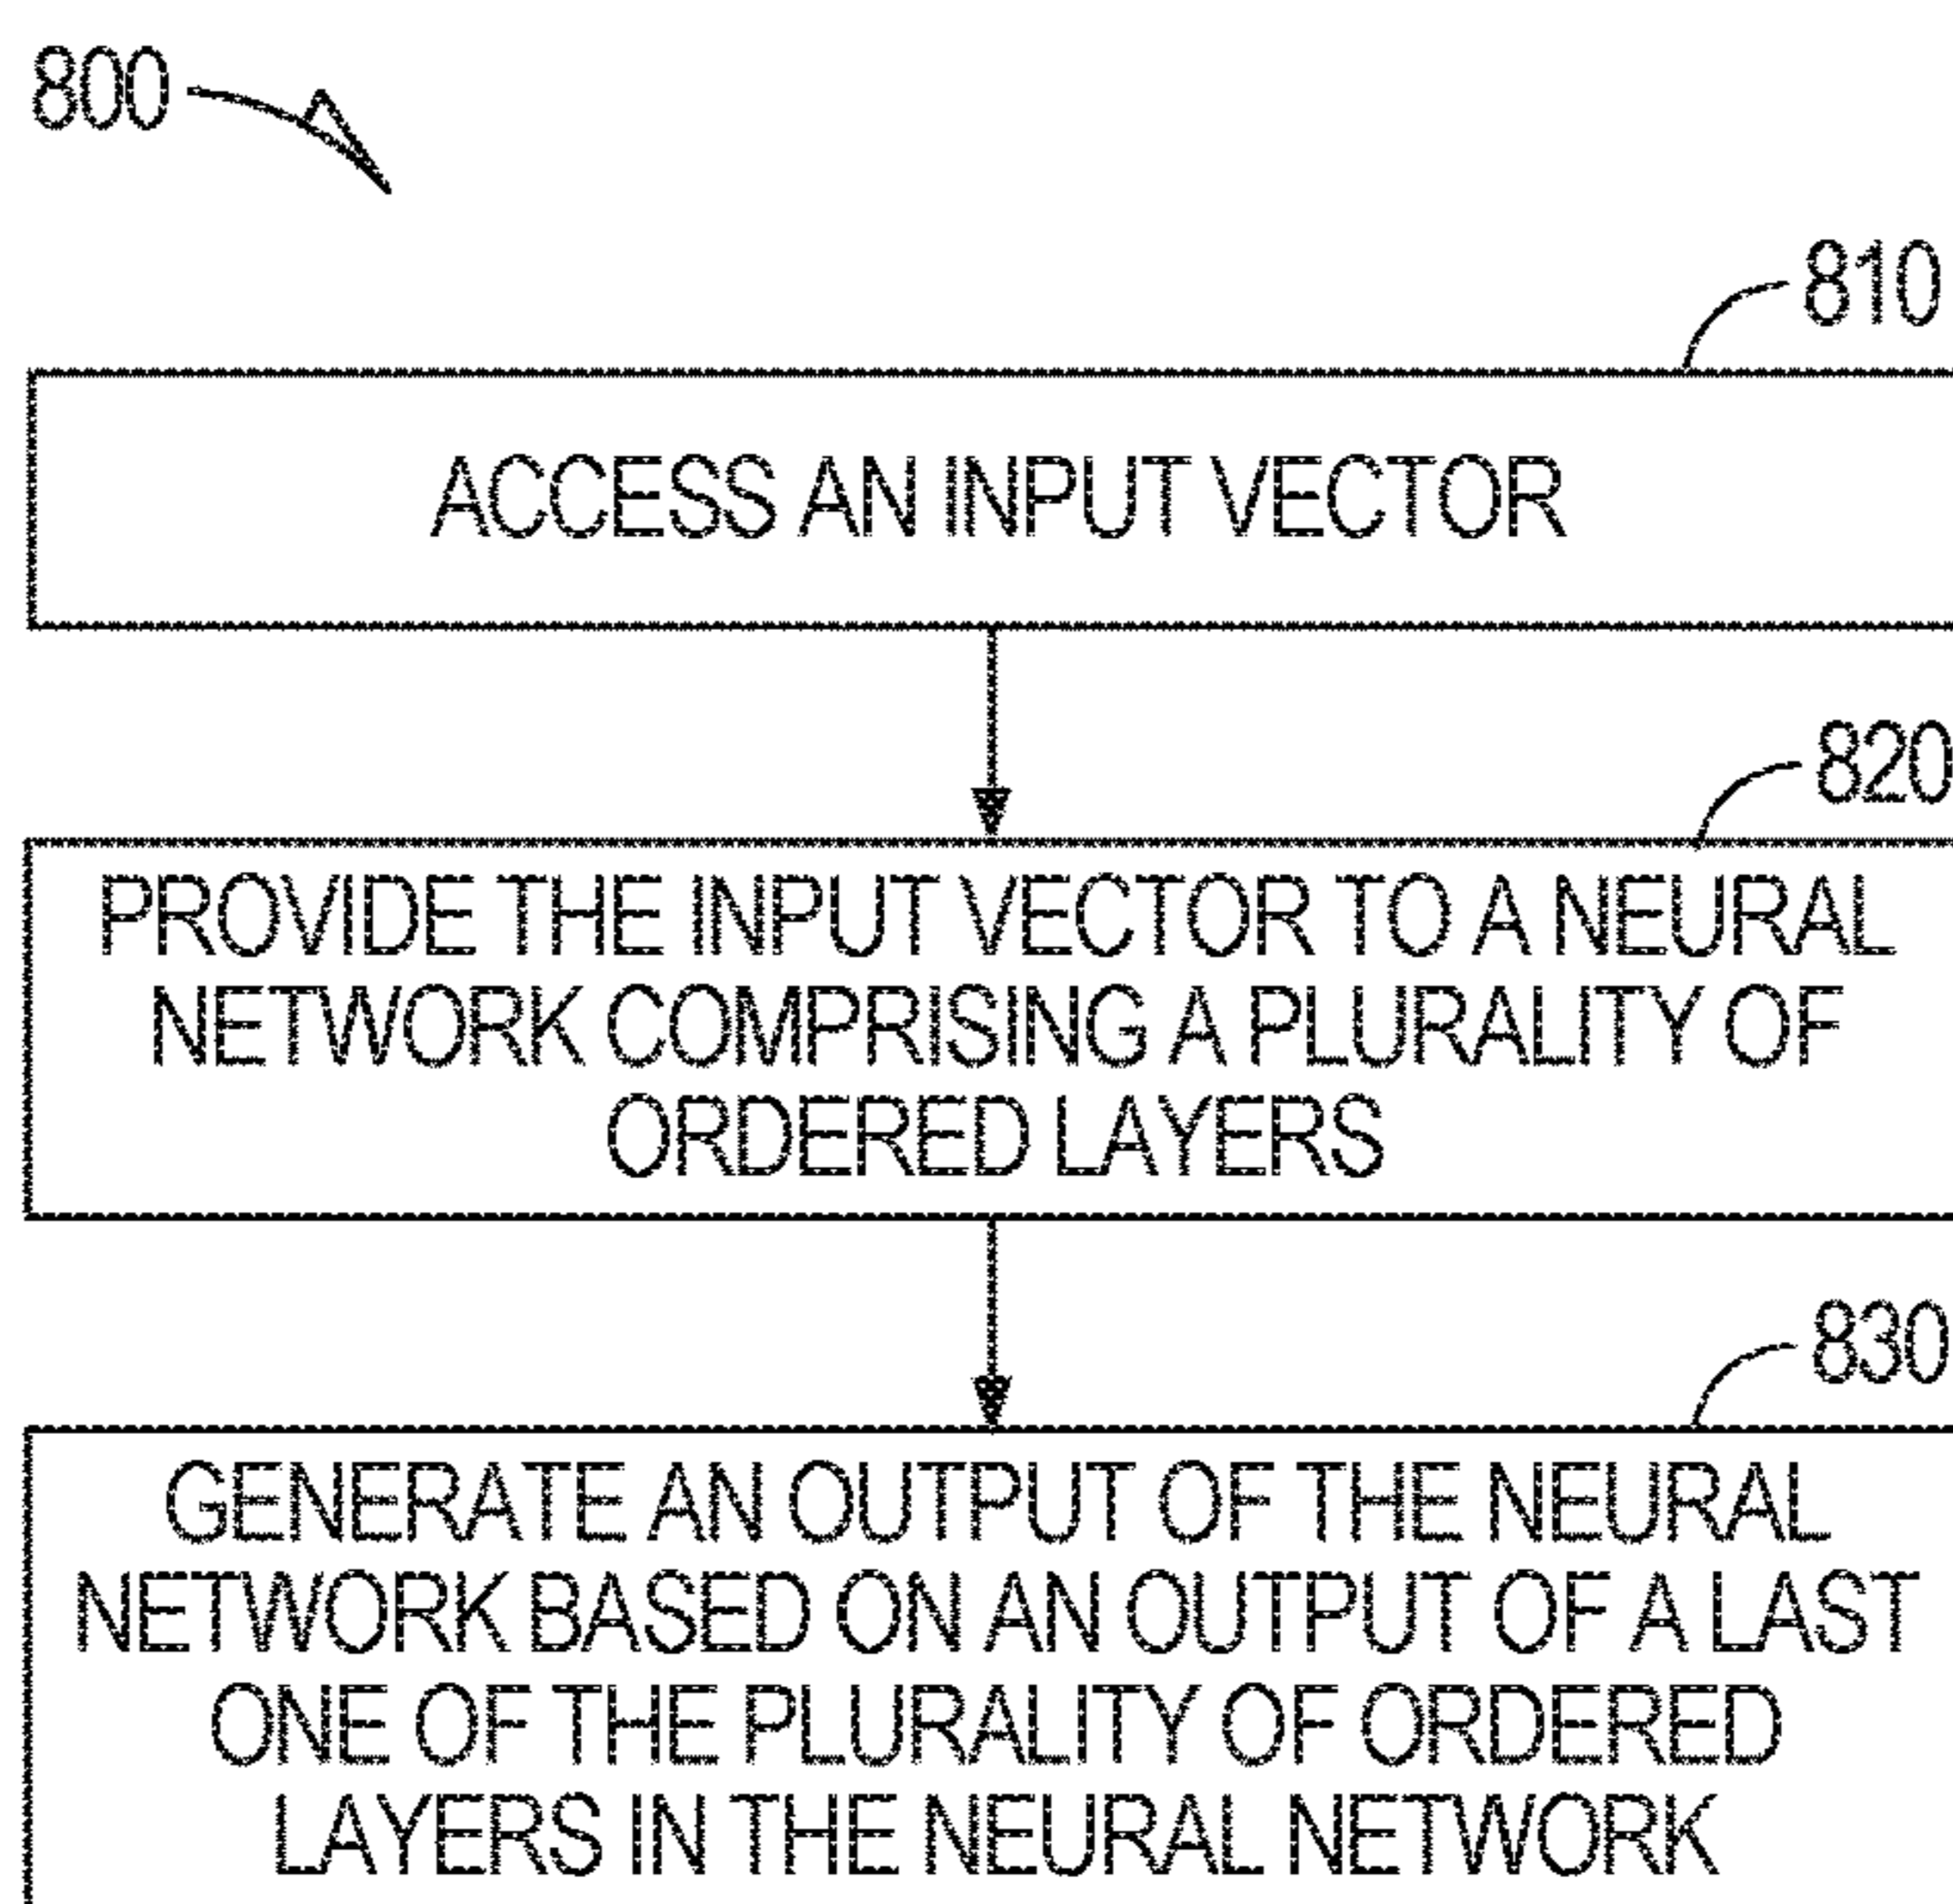 800
810
ACCESS AN INPUT VECTOR
820
PROVIDE THE INPUT VECTOR TO A NEURAL
NETWORK COMPRISING A PLURALITY OF
ORDERED LAYERS
830
GENERATE AN OUTPUT OF THE NEURAL
NETWORK BASED ON AN OUTPUT OF A LAST
ONE OF THE PLURALITY OF ORDERED
LAYERS IN THE NEURAL NETWORK